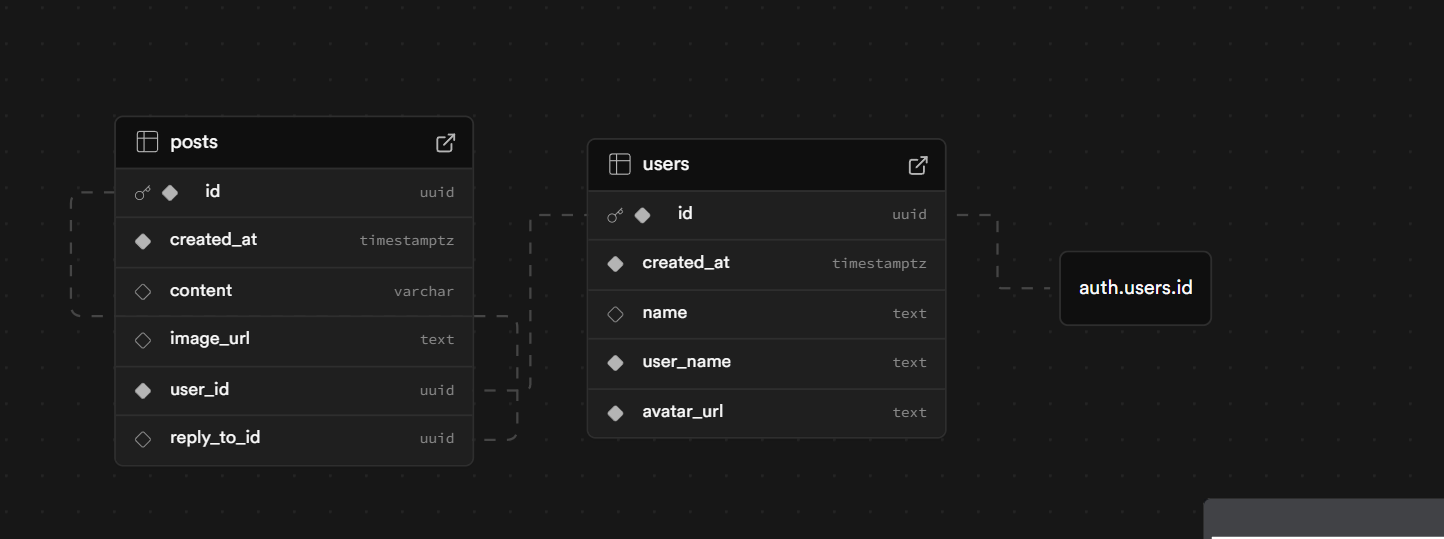 posts
id uuid
created_at timestamptz
content varchar
image_url text
user_id uuid
reply_to_id uuid
users
id uuid
created_at timestamptz
name text
user_name text
avatar_url text
auth.users.id